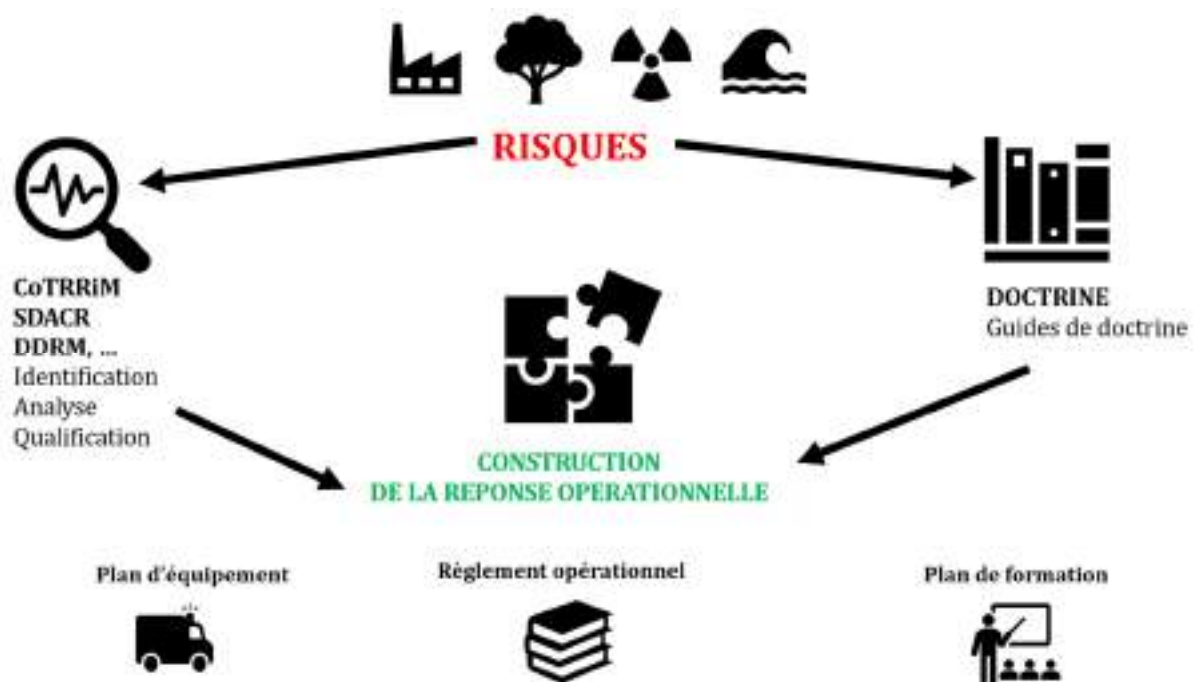 RISQUES
CoTRRiM
SDACR
DDRM, ...
Identification
Analyse
Qualification
DOCTRINE
Guides de doctrine
CONSTRUCTION
DE LA REPONSE OPERATIONNELLE
Plan d'équipement
Règlement opérationnel
Plan de formation